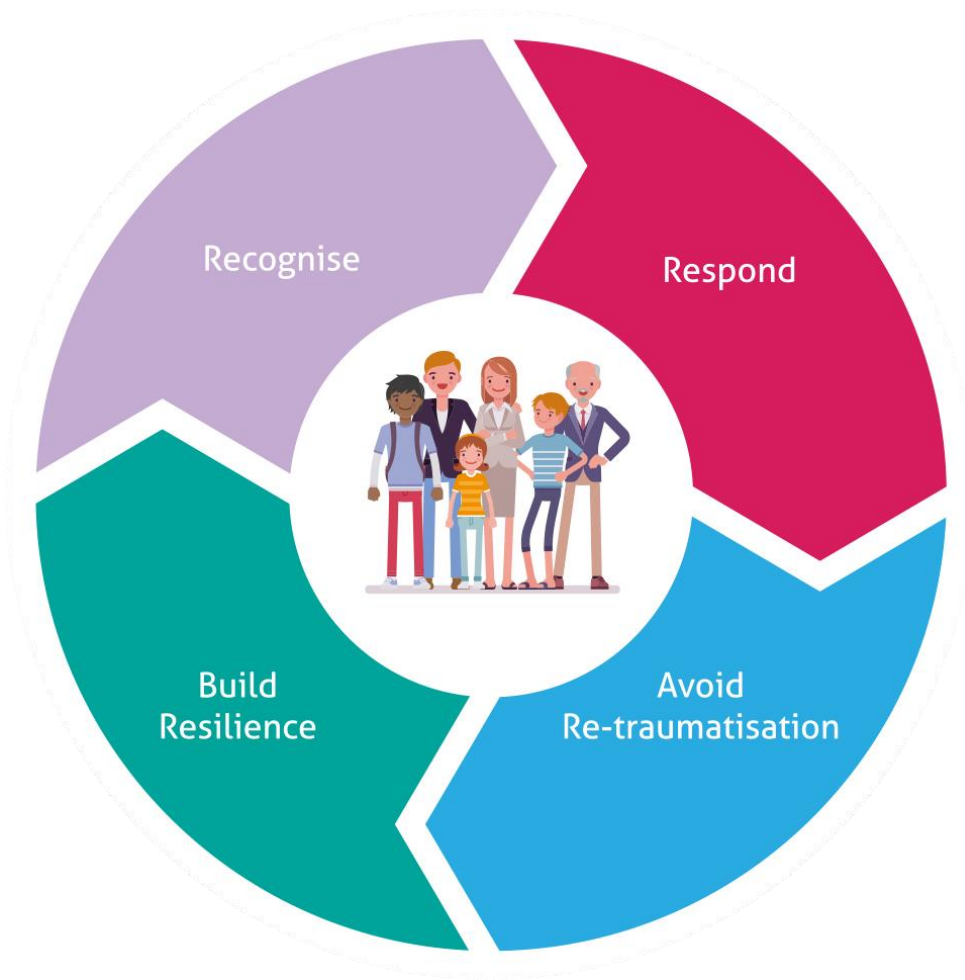 Recognise
Respond
Avoid
Re-traumatisation
Build
Resilience